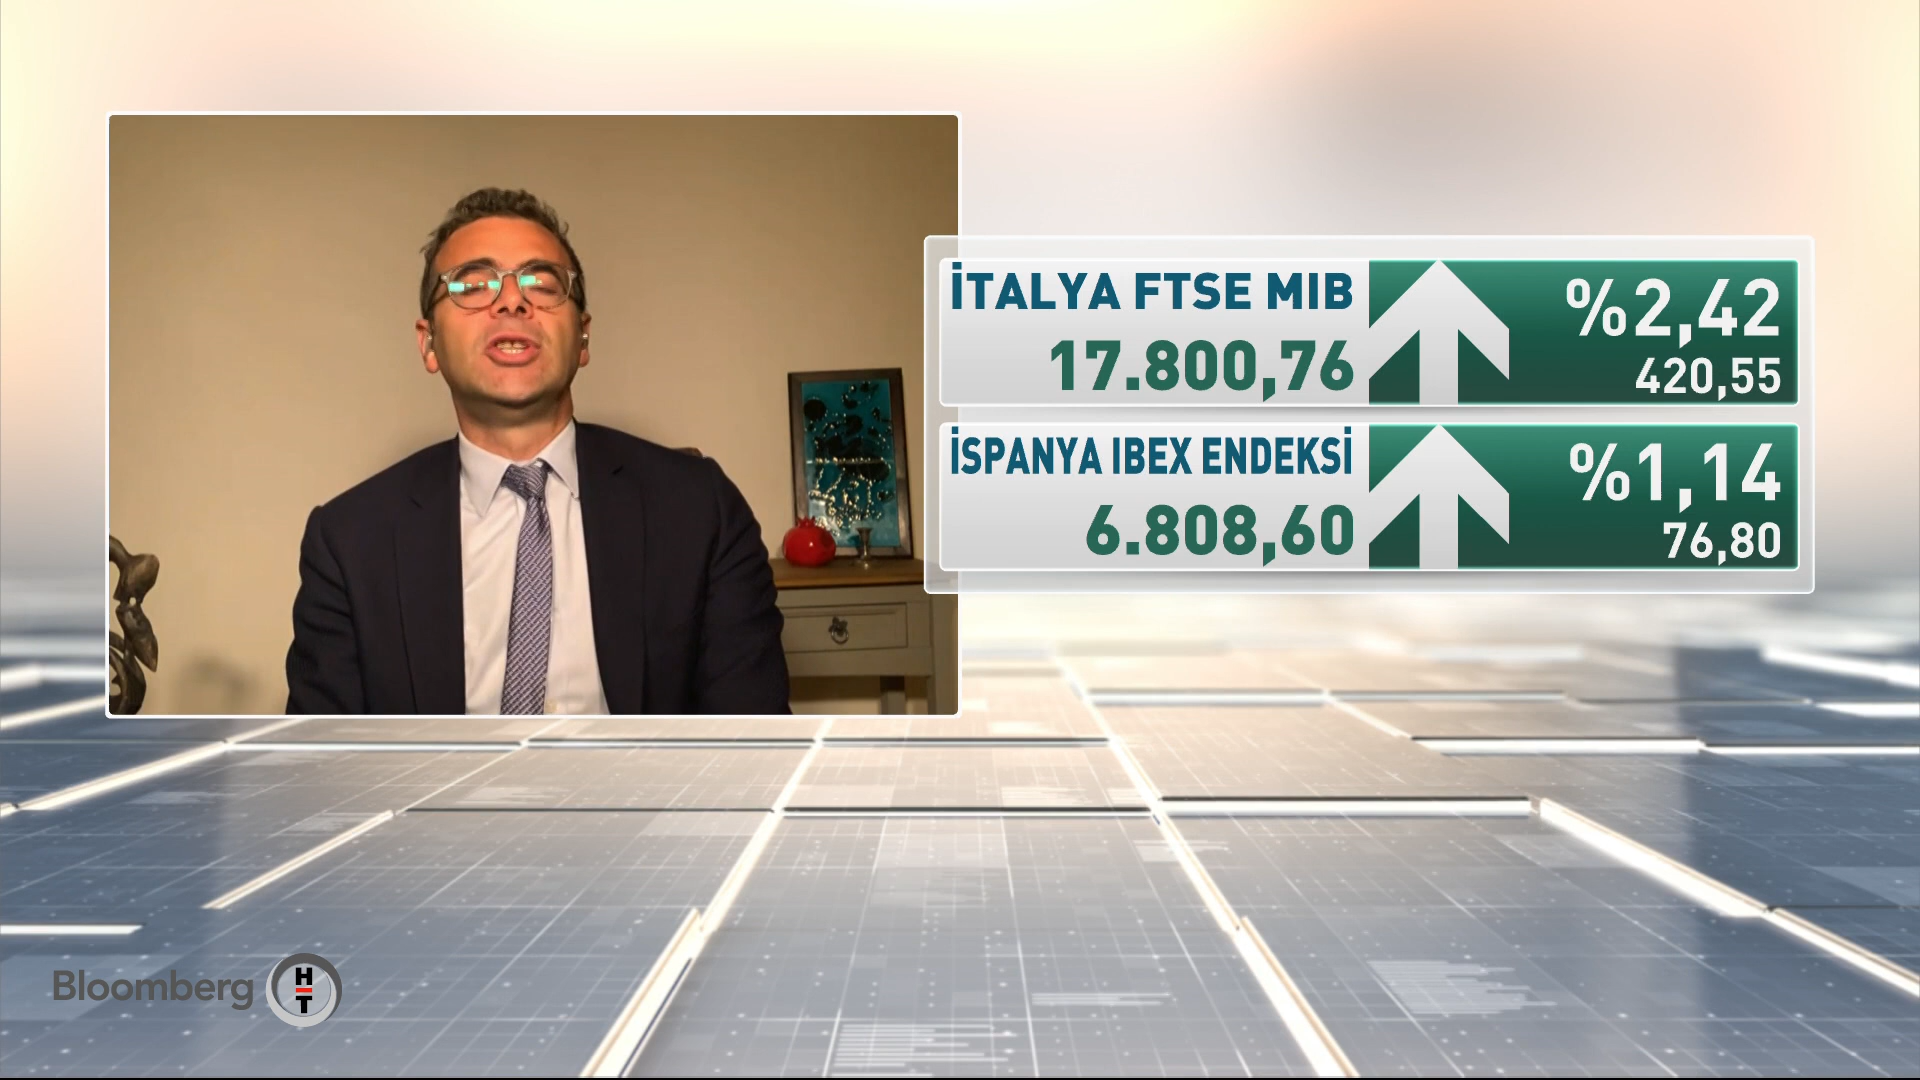 İTALYA FTSE MIB
17.800,76
%2,42
420,55
İSPANYA IBEX ENDEKSİ
6.808,60
%1,14
76,80
Bloomberg HT